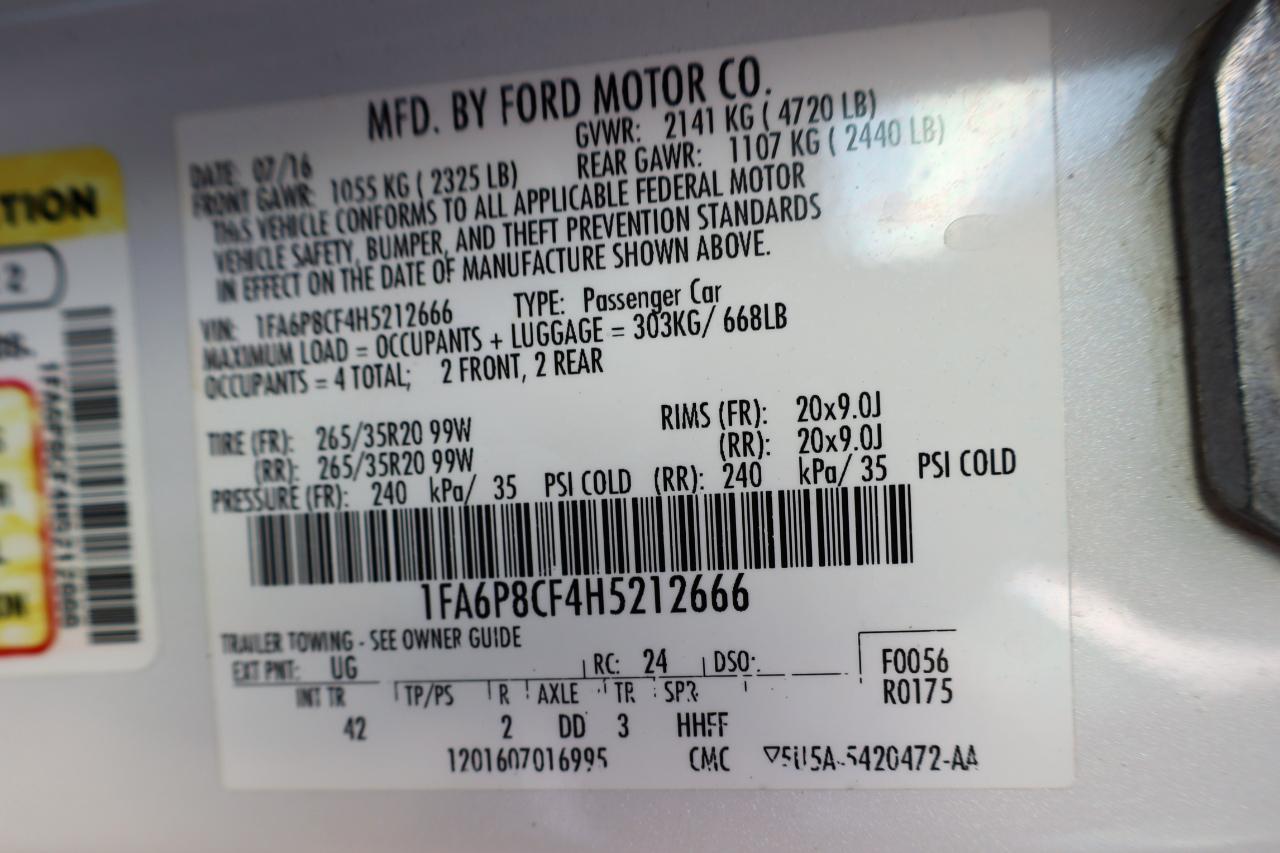 MFD. BY FORD MOTOR CO.
DATE: 07/16 GVWR: 2141 KG ( 4720 LB)
FRONT GAWR: 1055 KG ( 2325 LB) REAR GAWR: 1107 KG ( 2440 LB)
THIS VEHICLE CONFORMS TO ALL APPLICABLE FEDERAL MOTOR
VEHICLE SAFETY, BUMPER, AND THEFT PREVENTION STANDARDS
IN EFFECT ON THE DATE OF MANUFACTURE SHOWN ABOVE.
VIN: 1FA6P8CF4H5212666 TYPE: Passenger Car
MAXIMUM LOAD = OCCUPANTS + LUGGAGE = 303KG/ 668LB
OCCUPANTS = 4 TOTAL; 2 FRONT, 2 REAR
TIRE (FR): 265/35R20 99W RIMS (FR): 20x9.0J
(RR): 265/35R20 99W (RR): 20x9.0J
PRESSURE (FR): 240 kPa/ 35 PSI COLD (RR): 240 kPa/ 35 PSI COLD
1FA6P8CF4H5212666
TRAILER TOWING - SEE OWNER GUIDE
EXT PNT: UG RC: 24 DSO: F0056
INT TR TP/PS R AXLE TR SPR R0175
42 2 DD 3 HHFF
1201607016995 CMC 5420472-AA
TION
2
1FA6P8CF4H5212666